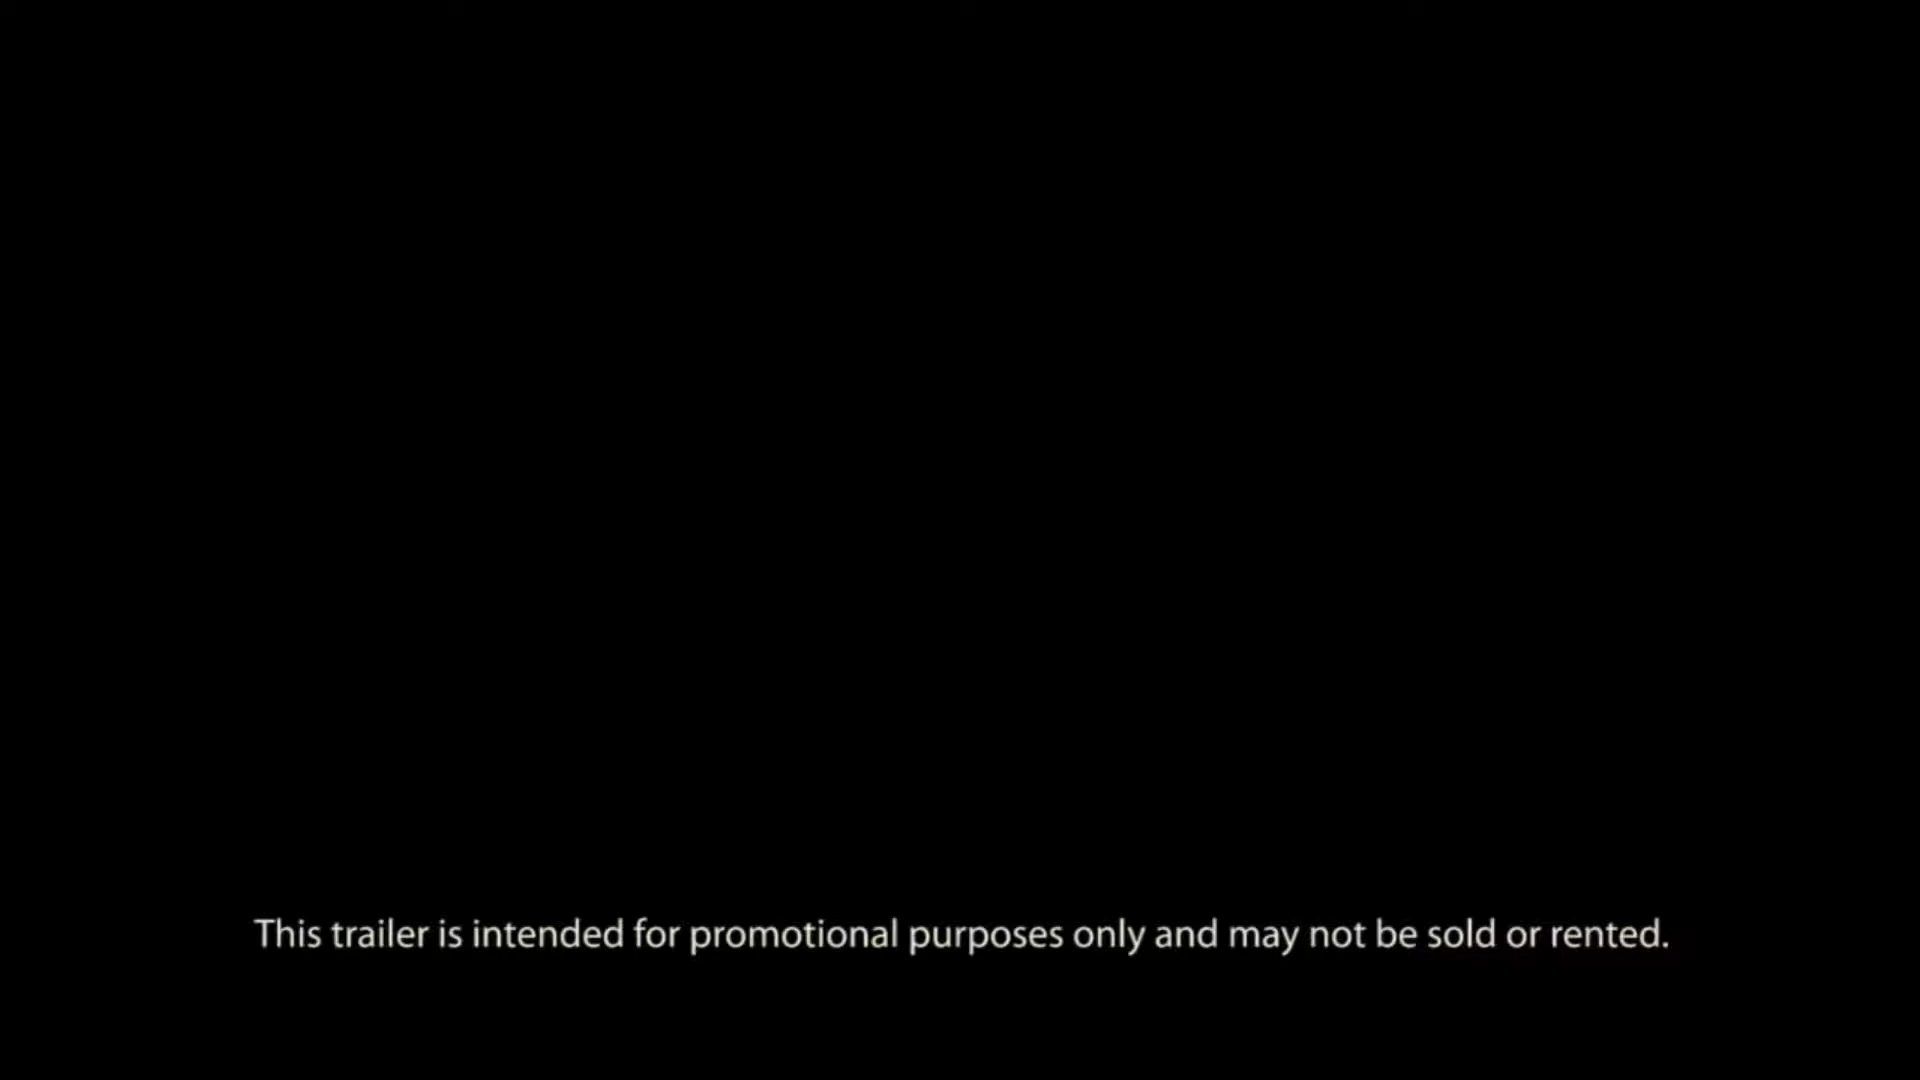 This trailer is intended for promotional purposes only and may not be sold or rented.